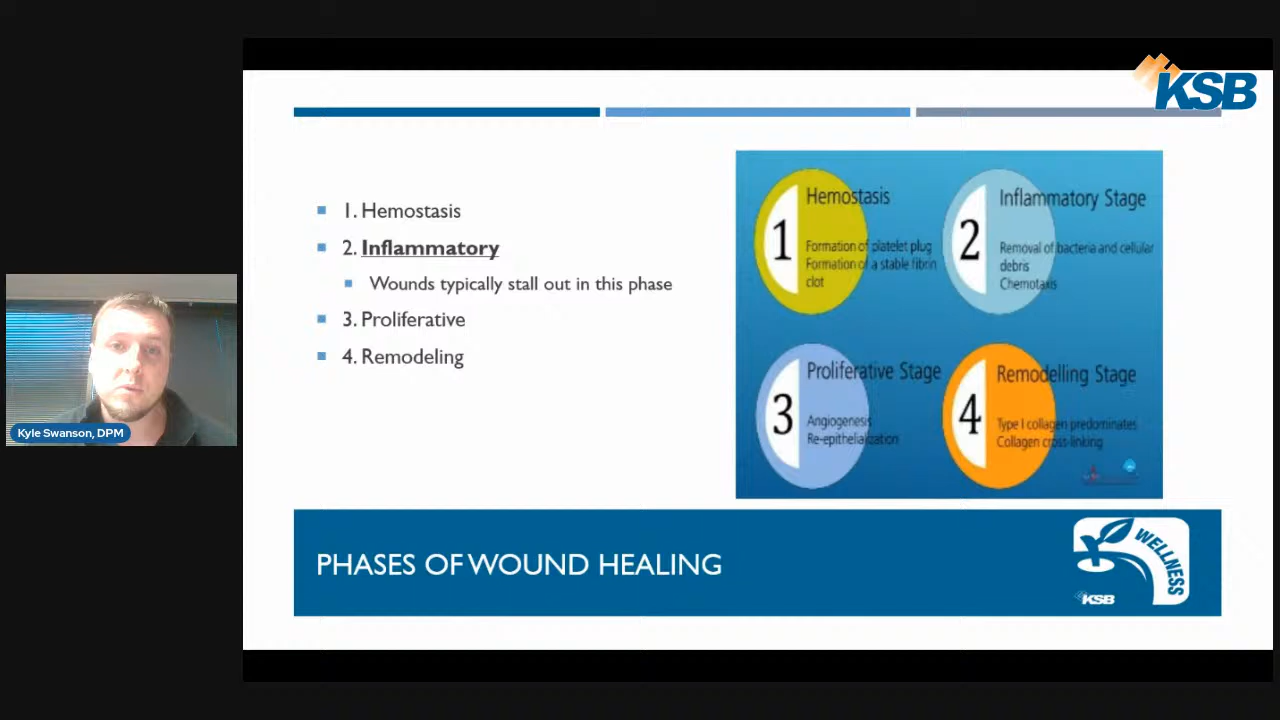 KSB
1. Hemostasis
2. Inflammatory
Wounds typically stall out in this phase
3. Proliferative
4. Remodeling
1
Hemostasis
Formation of platelet plug
Formation of a stable fibrin
clot
2
Inflammatory Stage
Removal of bacteria and cellular
debris
Chemotaxis
3
Proliferative Stage
Angiogenesis
Re-epithelialization
4
Remodelling Stage
Type I collagen predominates
Collagen cross-linking
Kyle Swanson, DPM
PHASES OF WOUND HEALING
WELLNESS
KSB